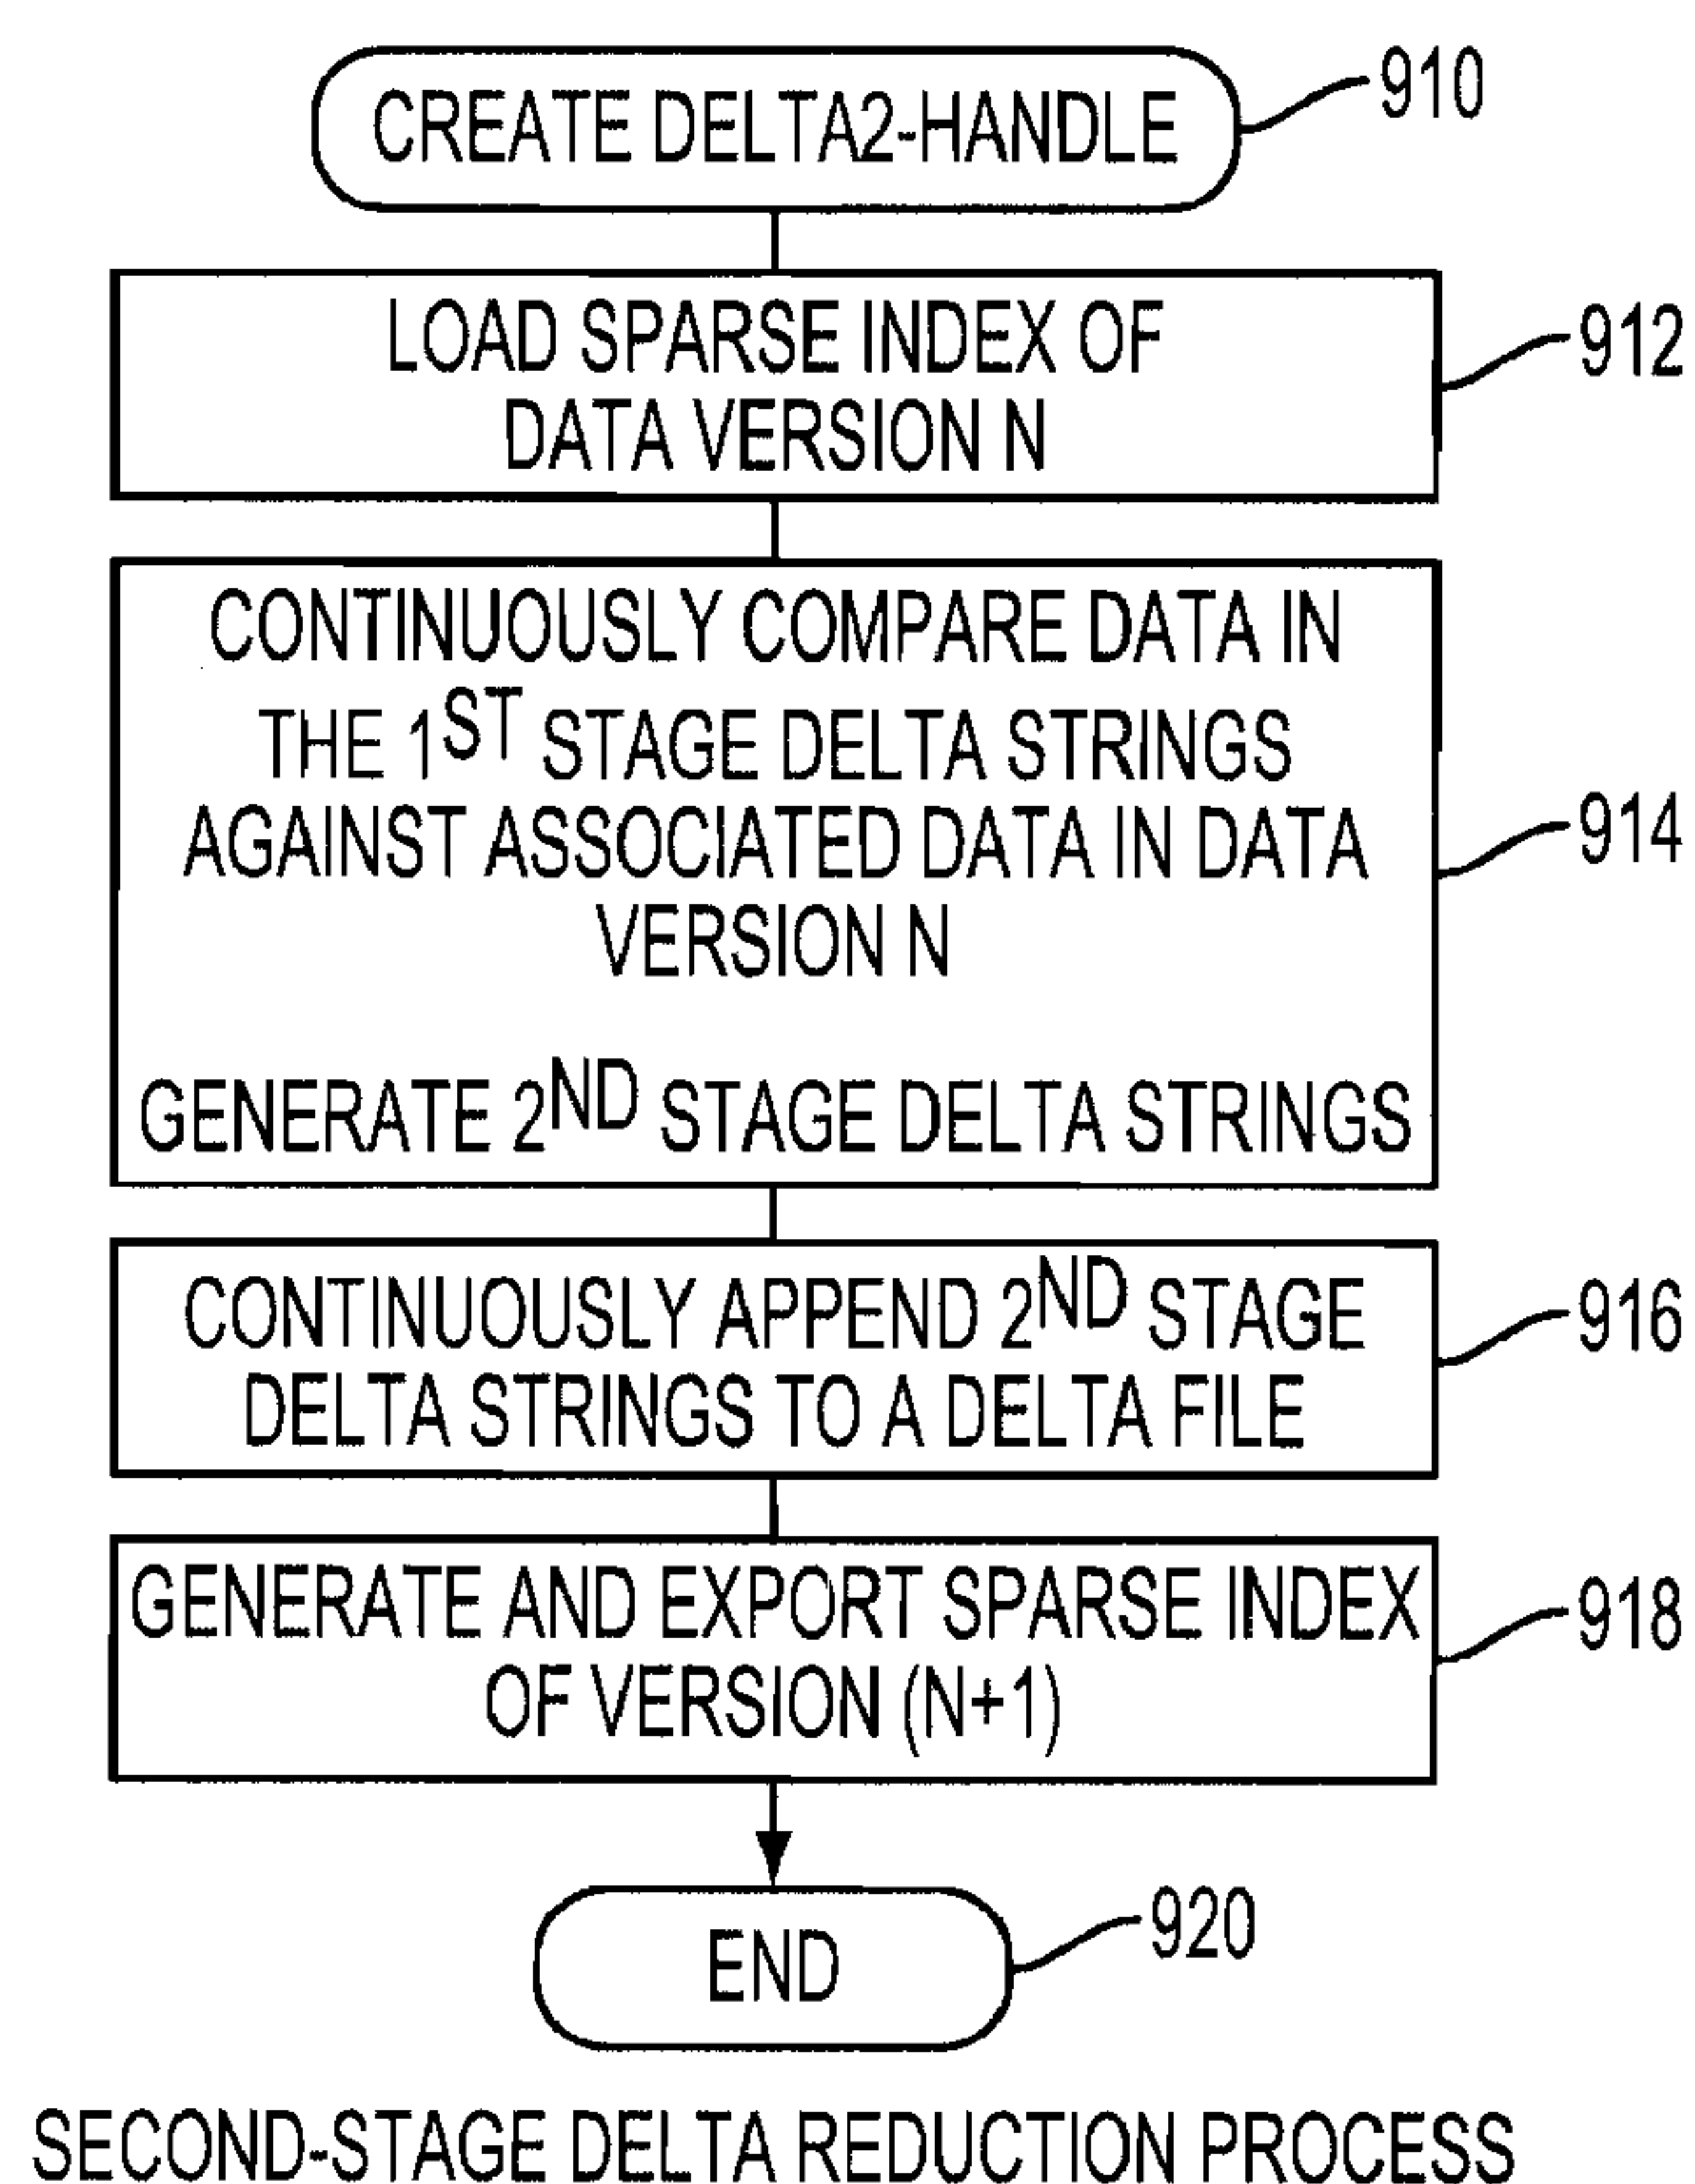 CREATE DELTA2-HANDLE
910
LOAD SPARSE INDEX OF
DATA VERSION N
912
CONTINUOUSLY COMPARE DATA IN
THE 1ST STAGE DELTA STRINGS
AGAINST ASSOCIATED DATA IN DATA
VERSION N
GENERATE 2ND STAGE DELTA STRINGS
914
CONTINUOUSLY APPEND 2ND STAGE
DELTA STRINGS TO A DELTA FILE
916
GENERATE AND EXPORT SPARSE INDEX
OF VERSION (N+1)
918
END
920
SECOND-STAGE DELTA REDUCTION PROCESS